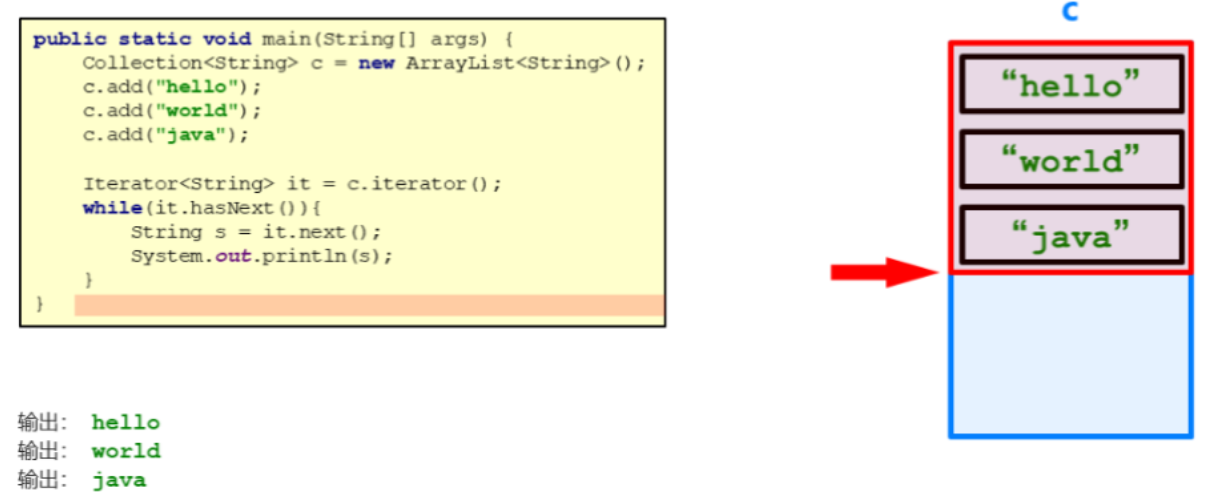 public static void main(String[] args) {
    Collection<String> c = new ArrayList<String>();
    c.add("hello");
    c.add("world");
    c.add("java");
    Iterator<String> it = c.iterator();
    while(it.hasNext()){
        String s = it.next();
        System.out.println(s);
    }
}
输出: hello
输出: world
输出: java
c
“hello”
“world”
“java”